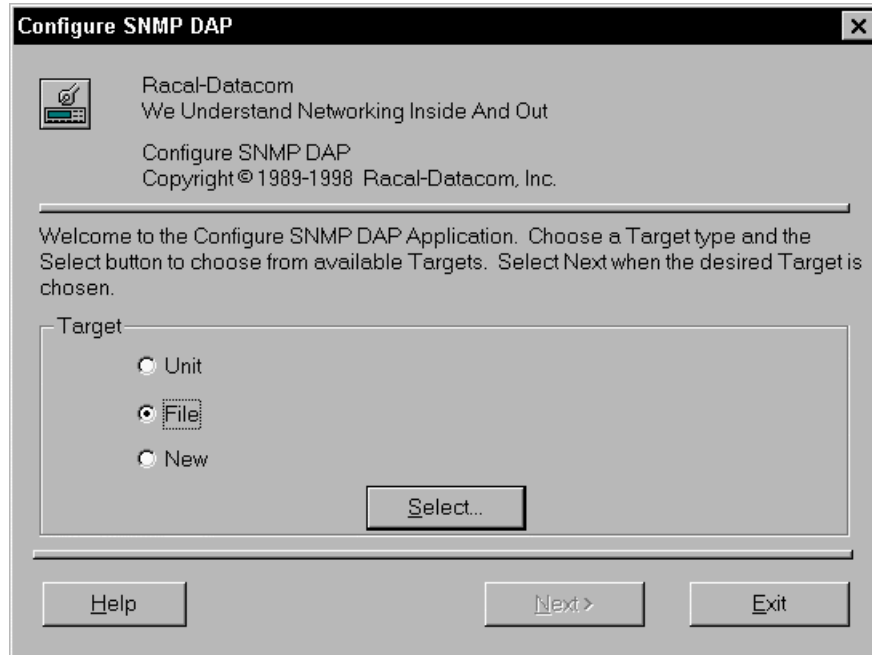 Configure SNMP DAP
Racal-Datacom
We Understand Networking Inside And Out
Configure SNMP DAP
Copyright © 1989-1998 Racal-Datacom, Inc.
Welcome to the Configure SNMP DAP Application. Choose a Target type and the
Select button to choose from available Targets. Select Next when the desired Target is
chosen.
Target
Unit
File
New
Select...
Help
Next >
Exit